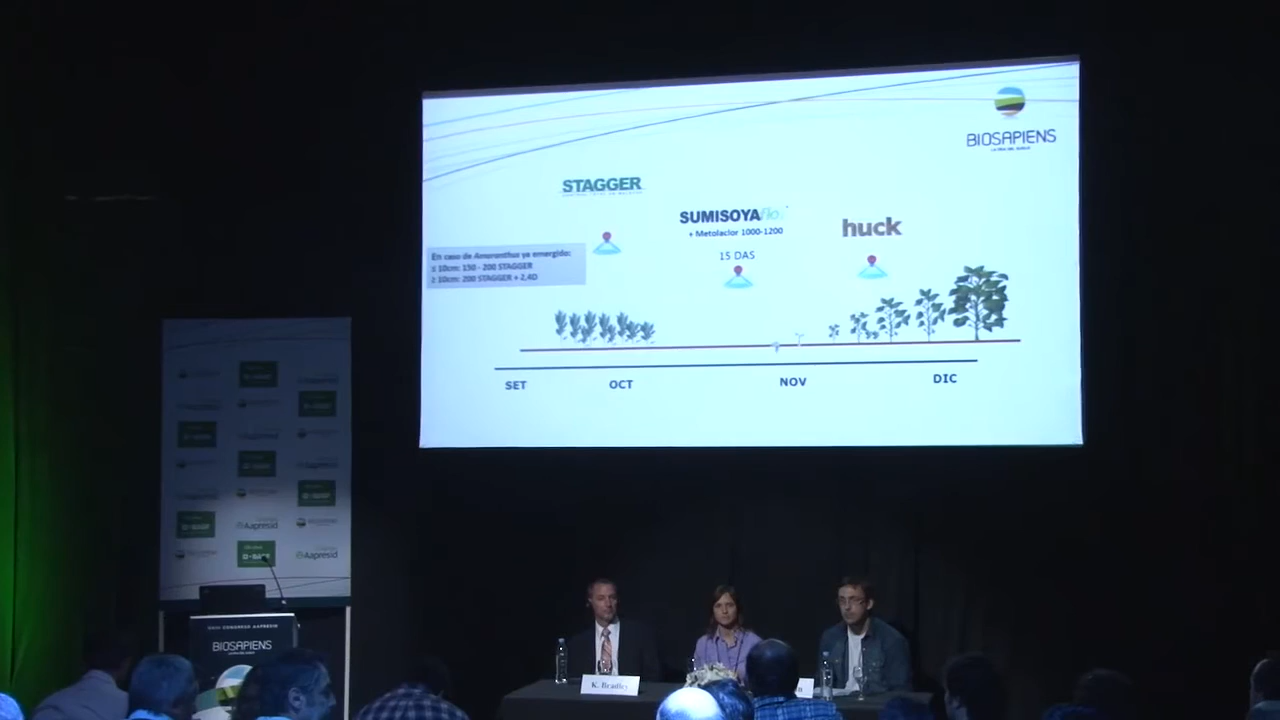 BIOSAPIENS
STAGGER
SUMISOYAflo
+ Metolaclor 1000-1200
15 DAS
huck
En caso de Amaranthus ya emergido:
≤ 10cm: 150 - 200 STAGGER
≥ 10cm: 200 STAGGER + 2,4D
SET
OCT
NOV
DIC
Aapresid
Aapresid
BIOSAPIENS
K. Bradley